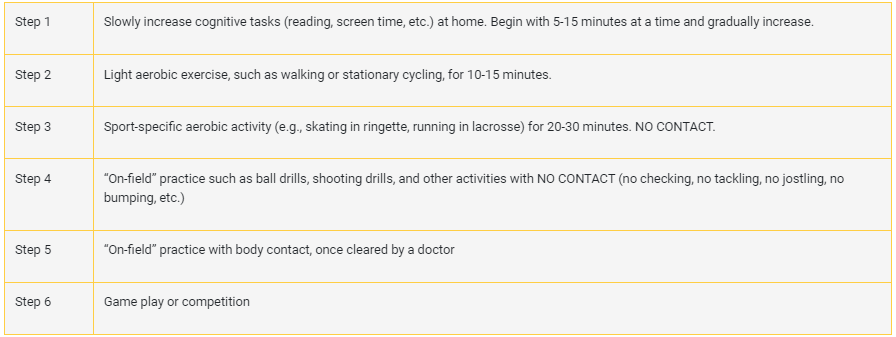 Step 1
Slowly increase cognitive tasks (reading, screen time, etc.) at home. Begin with 5-15 minutes at a time and gradually increase.
Step 2
Light aerobic exercise, such as walking or stationary cycling, for 10-15 minutes.
Step 3
Sport-specific aerobic activity (e.g., skating in ringette, running in lacrosse) for 20-30 minutes. NO CONTACT.
Step 4
“On-field” practice such as ball drills, shooting drills, and other activities with NO CONTACT (no checking, no tackling, no jostling, no
bumping, etc.)
Step 5
“On-field” practice with body contact, once cleared by a doctor
Step 6
Game play or competition